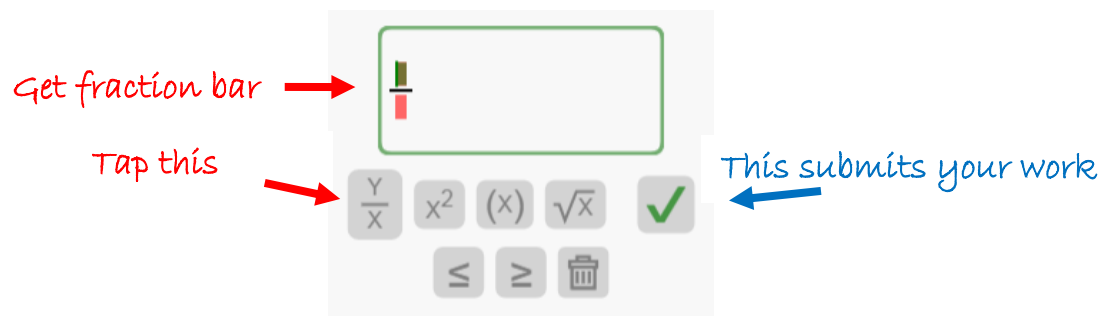 Get fraction bar
Tap this
This submits your work
Y
X
x²
(x)
√x
≤
≥